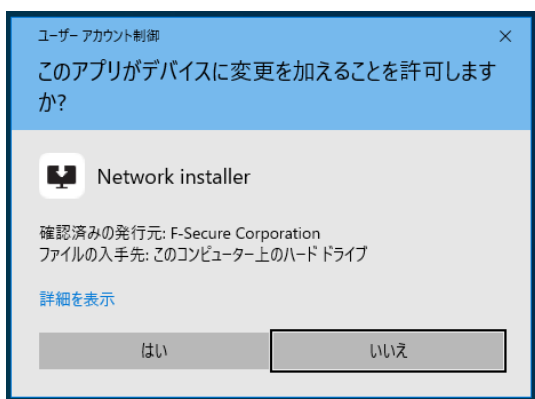 ユーザー アカウント制御
このアプリがデバイスに変更を加えることを許可します
か?
Network installer
確認済みの発行元: F-Secure Corporation
ファイルの入手先: このコンピューター上のハード ドライブ
詳細を表示
はい
いいえ